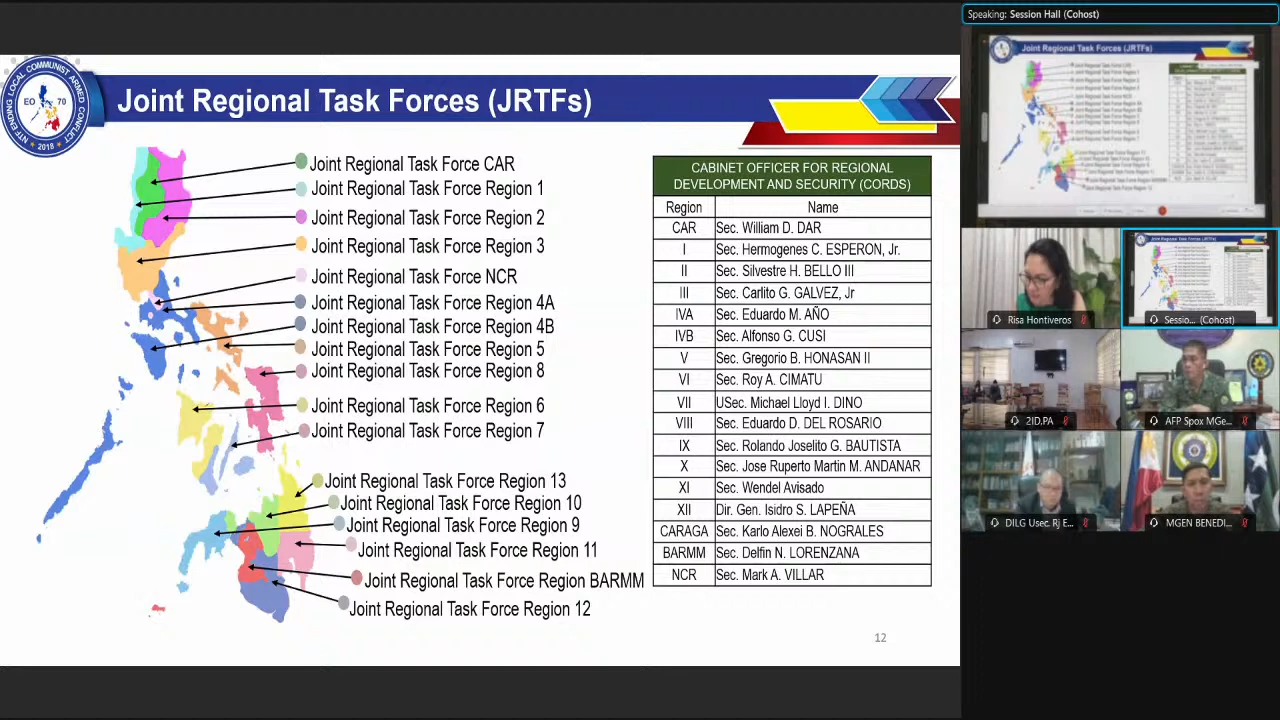 Speaking: Session Hall (Cohost)
NTF-ENDING LOCAL COMMUNIST ARMED CONFLICT
EO 70
2018
Joint Regional Task Forces (JRTFs)
Joint Regional Task Force CAR
Joint Regional Task Force Region 1
Joint Regional Task Force Region 2
Joint Regional Task Force Region 3
Joint Regional Task Force NCR
Joint Regional Task Force Region 4A
Joint Regional Task Force Region 4B
Joint Regional Task Force Region 5
Joint Regional Task Force Region 8
Joint Regional Task Force Region 6
Joint Regional Task Force Region 7
Joint Regional Task Force Region 13
Joint Regional Task Force Region 10
Joint Regional Task Force Region 9
Joint Regional Task Force Region 11
Joint Regional Task Force Region BARMM
Joint Regional Task Force Region 12
CABINET OFFICER FOR REGIONAL
DEVELOPMENT AND SECURITY (CORDS)
Region Name
CAR Sec. William D. DAR
I Sec. Hermogenes C. ESPERON, Jr.
II Sec. Silvestre H. BELLO III
III Sec. Carlito G. GALVEZ, Jr
IVA Sec. Eduardo M. AÑO
IVB Sec. Alfonso G. CUSI
V Sec. Gregorio B. HONASAN II
VI Sec. Roy A. CIMATU
VII USec. Michael Lloyd I. DINO
VIII Sec. Eduardo D. DEL ROSARIO
IX Sec. Rolando Joselito G. BAUTISTA
X Sec. Jose Ruperto Martin M. ANDANAR
XI Sec. Wendel Avisado
XII Dir. Gen. Isidro S. LAPEÑA
CARAGA Sec. Karlo Alexei B. NOGRALES
BARMM Sec. Delfin N. LORENZANA
NCR Sec. Mark A. VILLAR
12
Joint Regional Task Forces (JRTFs)
Risa Hontiveros
Sessio... (Cohost)
2ID.PA
AFP Spox MGe...
DILG Usec. Rj E...
MGEN BENEDI...